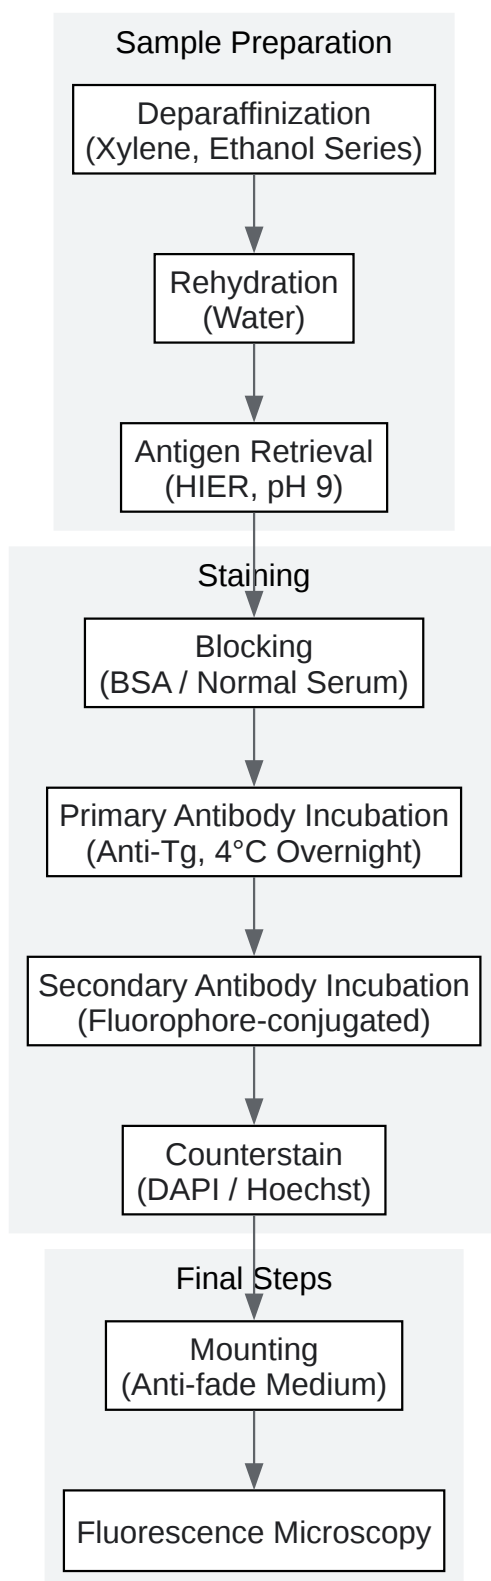 Sample Preparation
Deparaffinization
(Xylene, Ethanol Series)
Rehydration
(Water)
Antigen Retrieval
(HIER, pH 9)
Staining
Blocking
(BSA / Normal Serum)
Primary Antibody Incubation
(Anti-Tg, 4°C Overnight)
Secondary Antibody Incubation
(Fluorophore-conjugated)
Counterstain
(DAPI / Hoechst)
Final Steps
Mounting
(Anti-fade Medium)
Fluorescence Microscopy